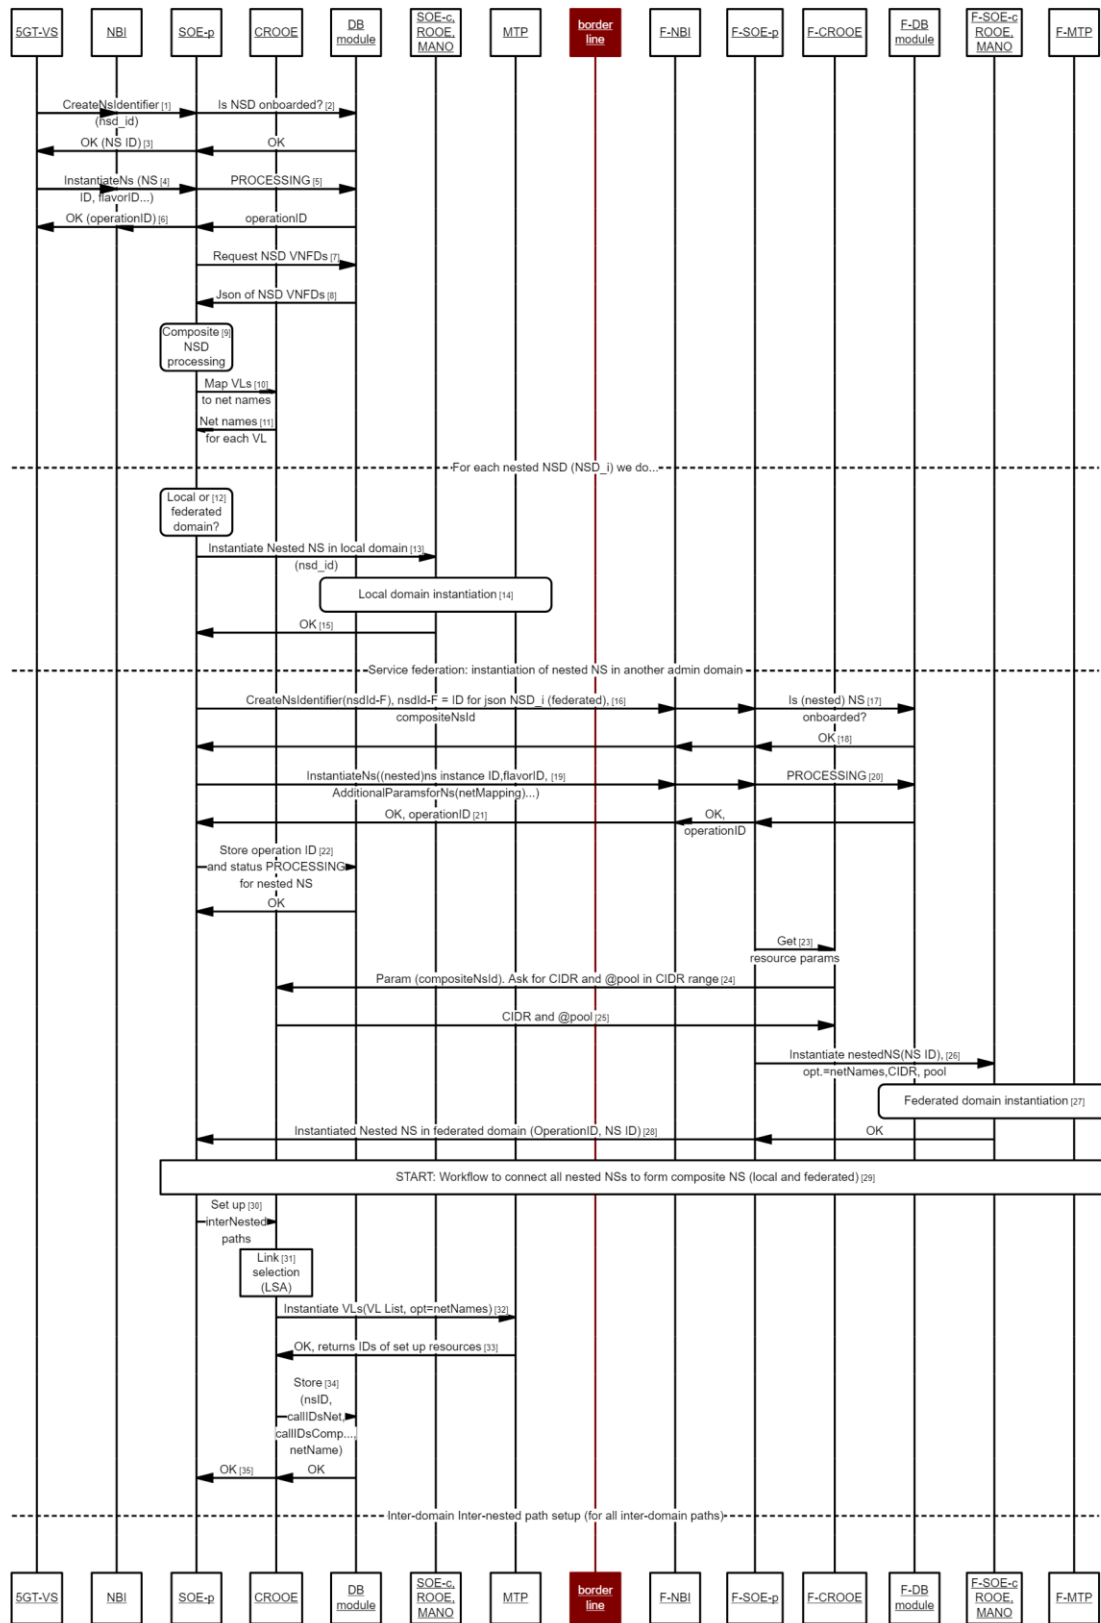 5GT-VS
NBI
SOE-p
CROOE
DB
module
SOE-c,
ROOE,
MANO
MTP
border
line
F-NBI
F-SOE-p
F-CROOE
F-DB
module
F-SOE-c
ROOE,
MANO
F-MTP
CreateNsIdentifier [1]
(nsd_id)
Is NSD onboarded? [2]
OK (NS ID) [3]
OK
InstantiateNs (NS [4]
ID, flavorID...)
PROCESSING [5]
OK (operationID) [6]
operationID
Request NSD VNFDs [7]
Json of NSD VNFDs [8]
Composite [9]
NSD
processing
Map VLs [10]
to net names
Net names [11]
for each VL
For each nested NSD (NSD_i) we do...
Local or [12]
federated
domain?
Instantiate Nested NS in local domain [13]
(nsd_id)
Local domain instantiation [14]
OK [15]
Service federation: instantiation of nested NS in another admin domain
CreateNsIdentifier(nsdId-F), nsdId-F = ID for json NSD_i (federated), [16]
compositeNsId
Is (nested) NS [17]
onboarded?
OK [18]
InstantiateNs((nested)ns instance ID,flavorID, [19]
AdditionalParamsforNs(netMapping)...)
PROCESSING [20]
OK, operationID [21]
OK,
operationID
Store operation ID [22]
and status PROCESSING
for nested NS
OK
Get [23]
resource params
Param (compositeNsId). Ask for CIDR and @pool in CIDR range [24]
CIDR and @pool [25]
Instantiate nestedNS(NS ID), [26]
opt.=netNames,CIDR, pool
Federated domain instantiation [27]
Instantiated Nested NS in federated domain (OperationID, NS ID) [28]
OK
START: Workflow to connect all nested NSs to form composite NS (local and federated) [29]
Set up [30]
interNested
paths
Link [31]
selection
(LSA)
Instantiate VLs(VL List, opt=netNames) [32]
OK, returns IDs of set up resources [33]
Store [34]
(nsID,
callIDsNet,
callIDsComp...,
netName)
OK [35]
OK
Inter-domain Inter-nested path setup (for all inter-domain paths)
5GT-VS
NBI
SOE-p
CROOE
DB
module
SOE-c,
ROOE,
MANO
MTP
border
line
F-NBI
F-SOE-p
F-CROOE
F-DB
module
F-SOE-c
ROOE,
MANO
F-MTP